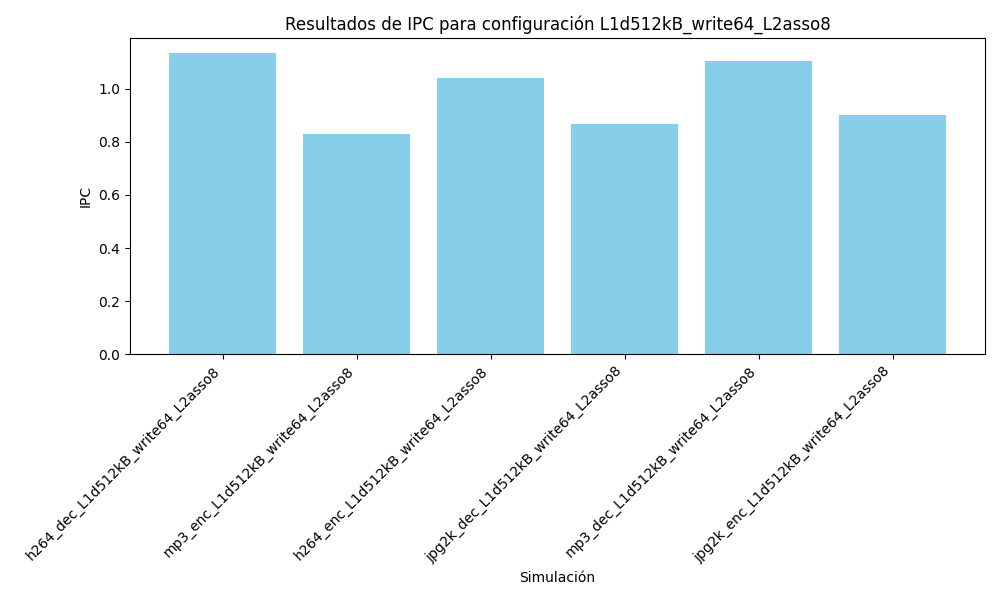 Resultados de IPC para configuración L1d512kB_write64_L2asso8
IPC
1.0
0.8
0.6
0.4
0.2
0.0
h264_dec_L1d512kB_write64_L2asso8
mp3_enc_L1d512kB_write64_L2asso8
h264_enc_L1d512kB_write64_L2asso8
jpg2k_dec_L1d512kB_write64_L2asso8
mp3_dec_L1d512kB_write64_L2asso8
jpg2k_enc_L1d512kB_write64_L2asso8
Simulación